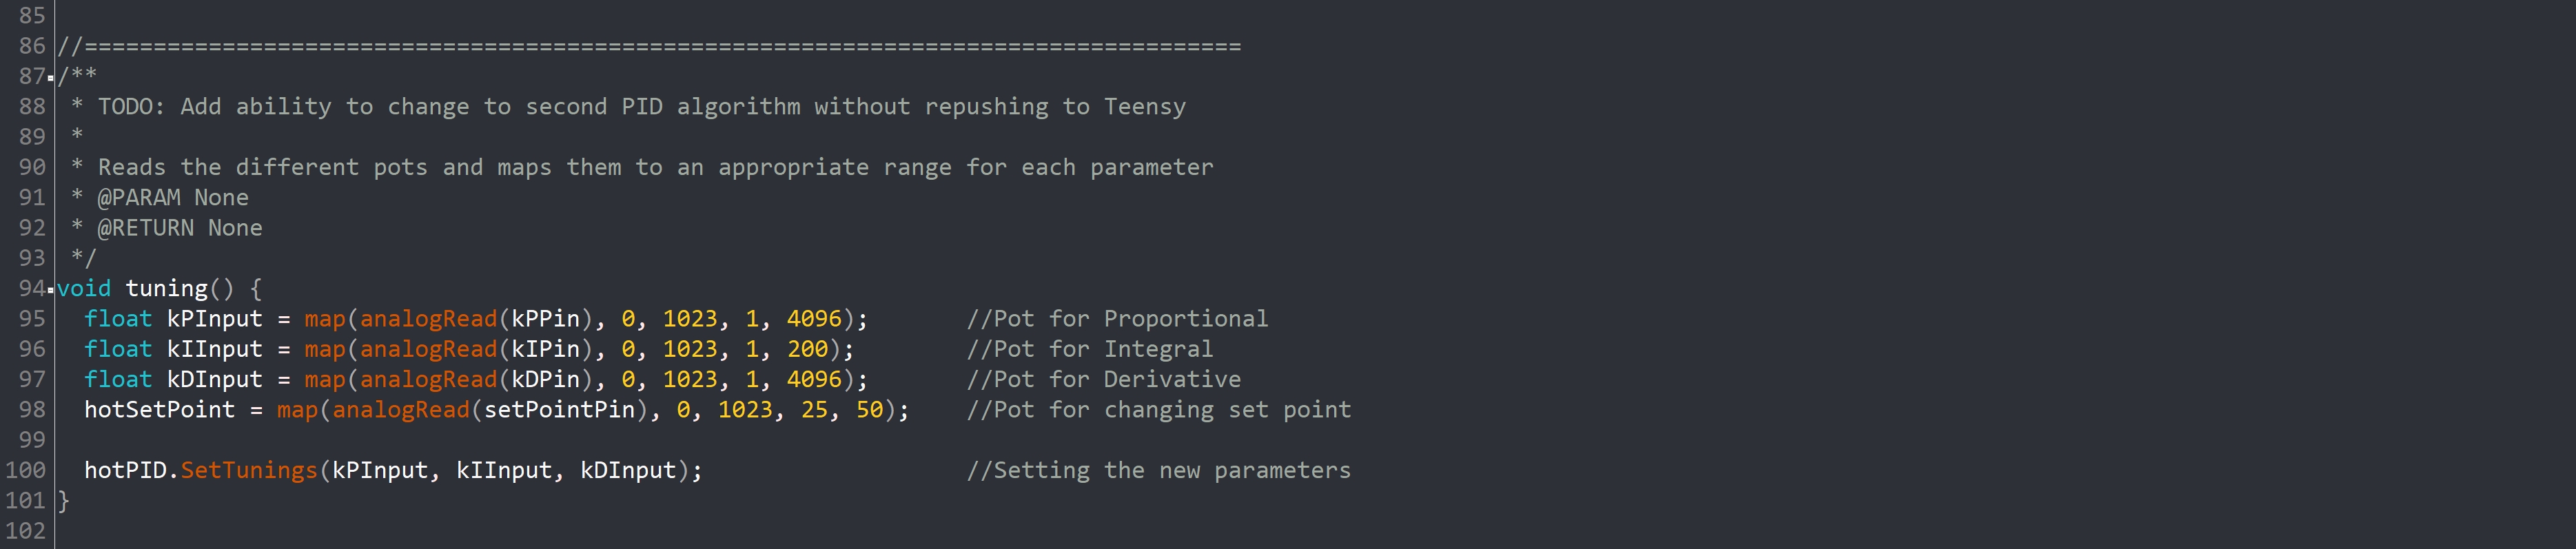 85
86 //====================================================================================
87 /**
88  * TODO: Add ability to change to second PID algorithm without repushing to Teensy
89  *
90  * Reads the different pots and maps them to an appropriate range for each parameter
91  * @PARAM None
92  * @RETURN None
93  */
94 void tuning() {
95   float kPInput = map(analogRead(kPPin), 0, 1023, 1, 4096);       //Pot for Proportional
96   float kIInput = map(analogRead(kIPin), 0, 1023, 1, 200);        //Pot for Integral
97   float kDInput = map(analogRead(kDPin), 0, 1023, 1, 4096);       //Pot for Derivative
98   hotSetPoint = map(analogRead(setPointPin), 0, 1023, 25, 50);    //Pot for changing set point
99
100   hotPID.SetTunings(kPInput, kIInput, kDInput);                   //Setting the new parameters
101 }
102